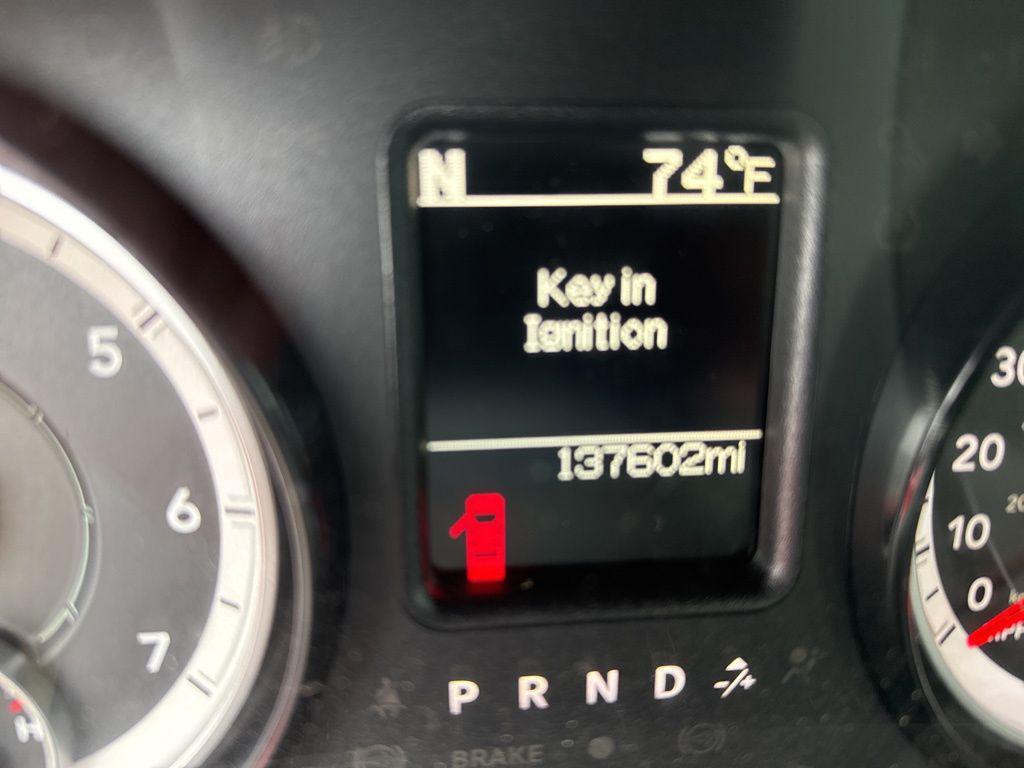 N 74°F
Key in
Ignition
137602mi
5
6
7
H
30
20
10
0
P R N D -/+
BRAKE